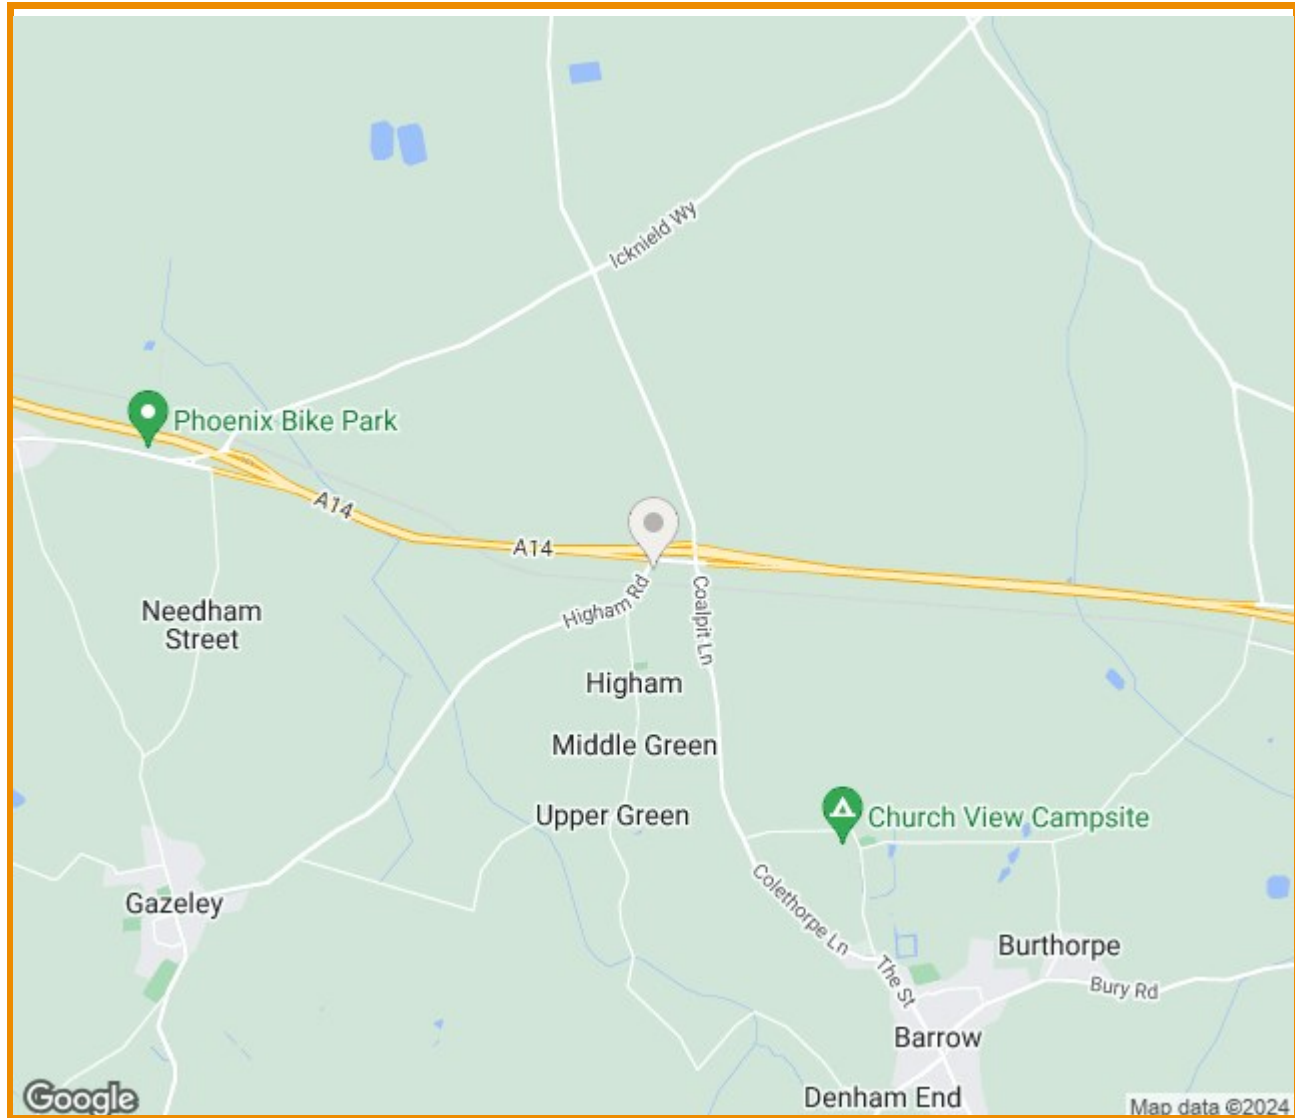 Icknield Wy
Phoenix Bike Park
A14
A14
Higham Rd
Coalpit Ln
Needham
Street
Higham
Middle Green
Upper Green
Church View Campsite
Colethorpe Ln
Gazeley
Burthorpe
The St
Bury Rd
Barrow
Denham End
Google
Map data ©2024